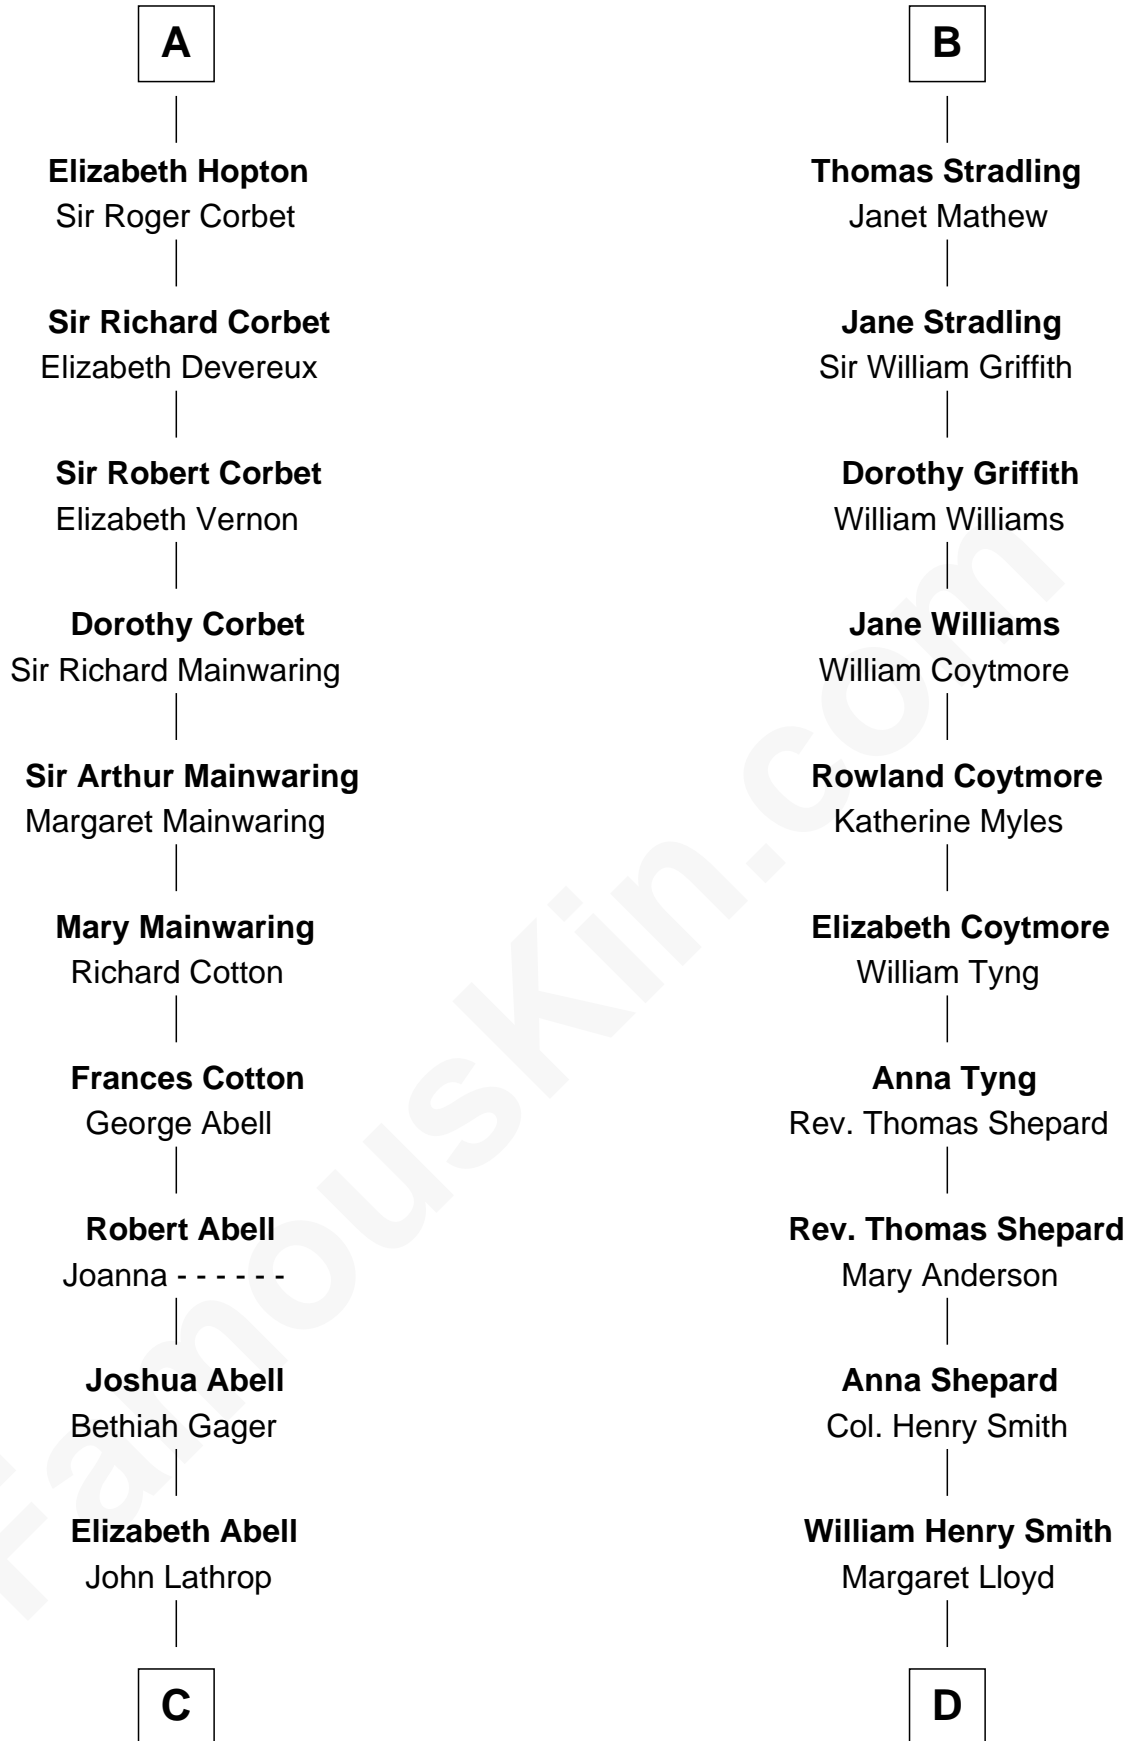 A
Elizabeth Hopton
Sir Roger Corbet
Sir Richard Corbet
Elizabeth Devereux
Sir Robert Corbet
Elizabeth Vernon
Dorothy Corbet
Sir Richard Mainwaring
Sir Arthur Mainwaring
Margaret Mainwaring
Mary Mainwaring
Richard Cotton
Frances Cotton
George Abell
Robert Abell
Joanna - - - - - -
Joshua Abell
Bethiah Gager
Elizabeth Abell
John Lathrop
C
B
Thomas Stradling
Janet Mathew
Jane Stradling
Sir William Griffith
Dorothy Griffith
William Williams
Jane Williams
William Coytmore
Rowland Coytmore
Katherine Myles
Elizabeth Coytmore
William Tyng
Anna Tyng
Rev. Thomas Shepard
Rev. Thomas Shepard
Mary Anderson
Anna Shepard
Col. Henry Smith
William Henry Smith
Margaret Lloyd
D
FamousKin.com